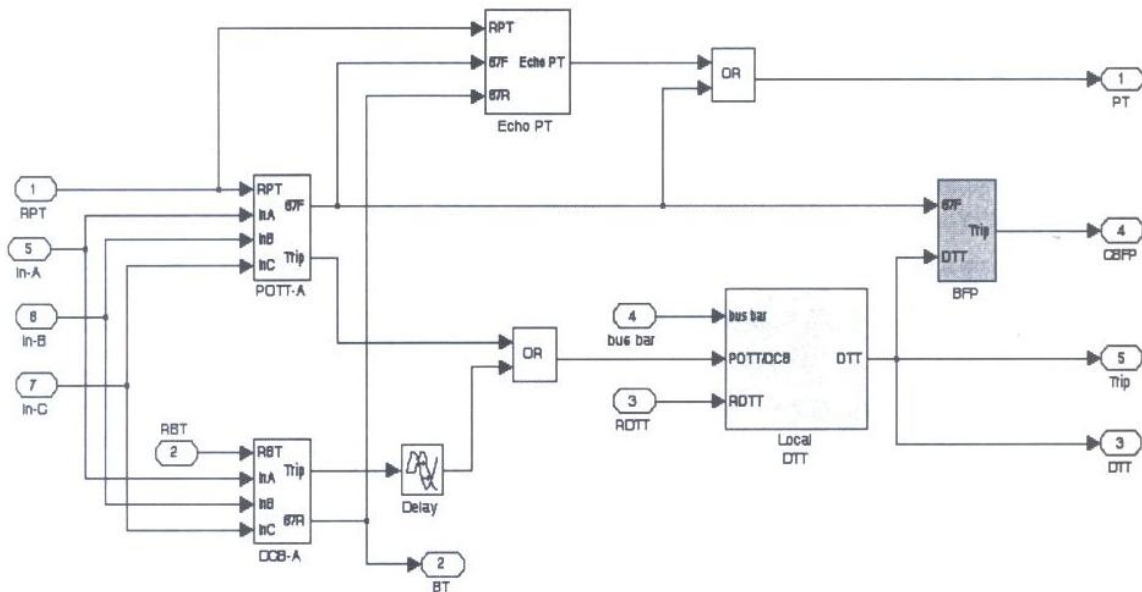 RPT
67F Echo PT
67R
Echo PT
OR
1
PT
1
RPT
RPT
67F
InA
InB
Trip
InC
POTT-A
5
In-A
6
In-B
7
In-C
67F
Trip
DTT
BFP
4
CBFP
OR
4
bus bar
bus bar
POTT/DCB DTT
RDTT
3
RDTT
Local
DTT
5
Trip
3
DTT
RBT
2
RBT
Trip
InA
InB
67R
InC
DCB-A
Delay
2
BT